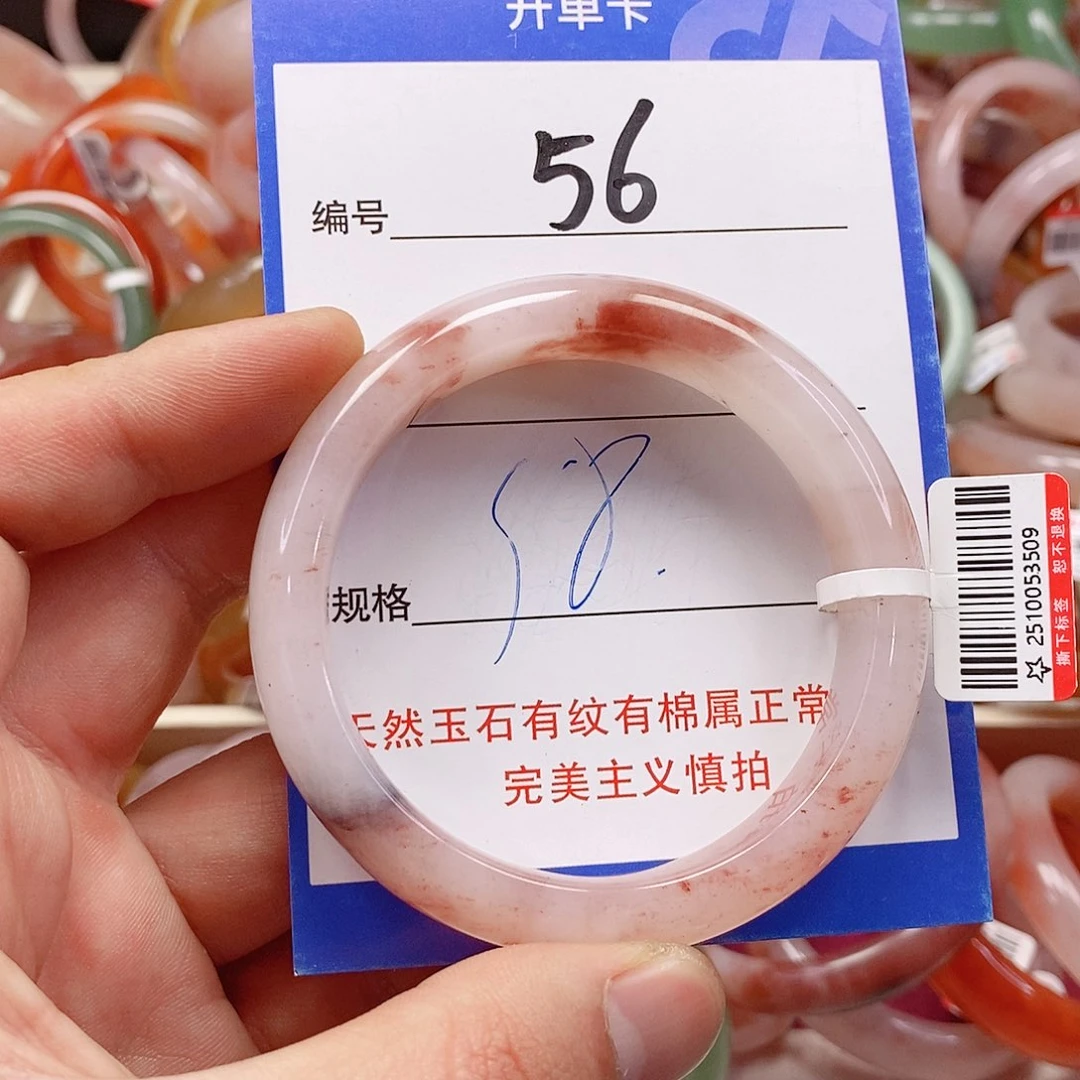 开单卡
编号 56
规格 58.
天然玉石有纹有棉属正常
完美主义慎拍
2510053509
撕下标签 恕不退换